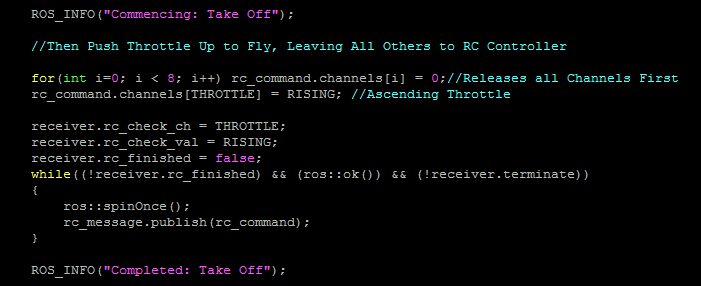 ROS_INFO("Commencing: Take Off");
//Then Push Throttle Up to Fly, Leaving All Others to RC Controller
for(int i=0; i < 8; i++) rc_command.channels[i] = 0;//Releases all Channels First
rc_command.channels[THROTTLE] = RISING; //Ascending Throttle
receiver.rc_check_ch = THROTTLE;
receiver.rc_check_val = RISING;
receiver.rc_finished = false;
while((!receiver.rc_finished) && (ros::ok()) && (!receiver.terminate))
{
ros::spinOnce();
rc_message.publish(rc_command);
}
ROS_INFO("Completed: Take Off");